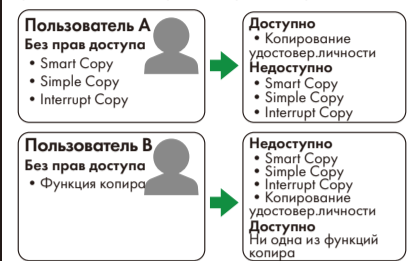 Пользователь A
Без прав доступа
• Smart Copy
• Simple Copy
• Interrupt Copy
Доступно
• Копирование
удостовер.личности
Недоступно
• Smart Copy
• Simple Copy
• Interrupt Copy
Пользователь B
Без прав доступа
• Функция копира
Недоступно
• Smart Copy
• Simple Copy
• Interrupt Copy
• Копирование
удостовер.личности
Доступно
Ни одна из функций
копира